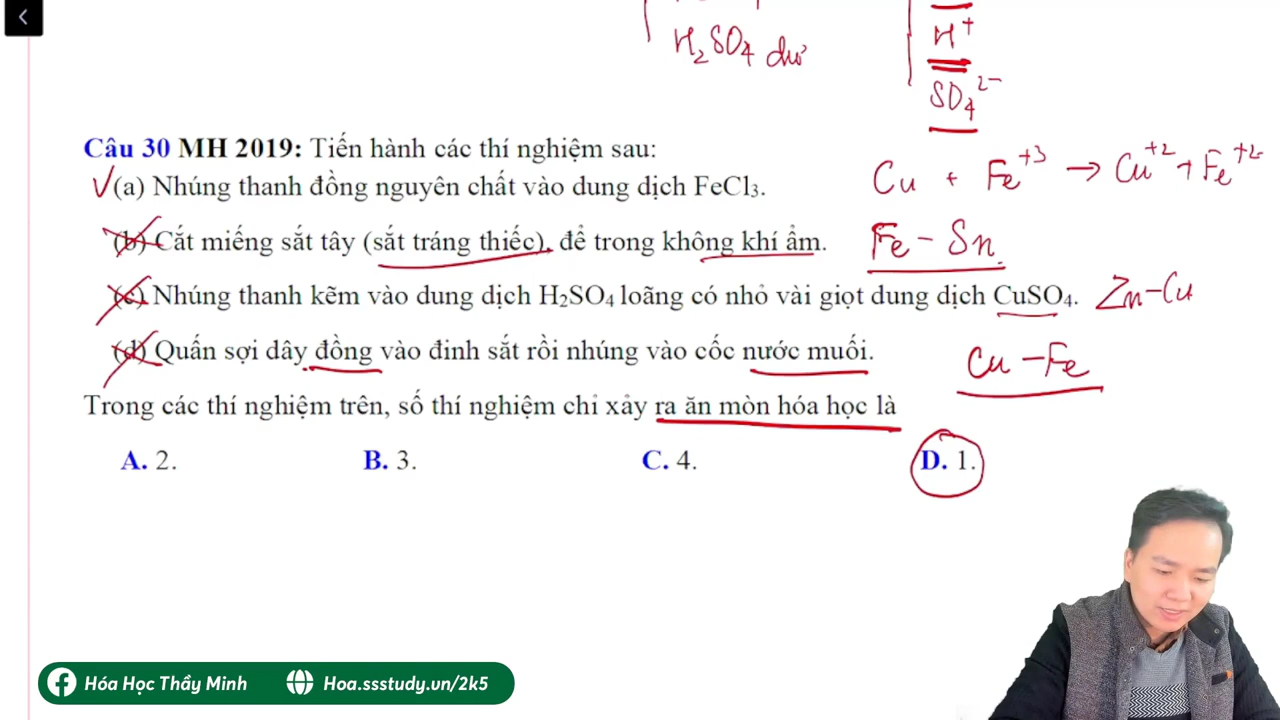 H₂SO₄ dư
H⁺
SO₄²⁻
Câu 30 MH 2019: Tiến hành các thí nghiệm sau:
(a) Nhúng thanh đồng nguyên chất vào dung dịch FeCl₃.
Cu + Fe⁺³ → Cu⁺² + Fe⁺²
(b) Cắt miếng sắt tây (sắt tráng thiếc), để trong không khí ẩm.
Fe – Sn
(c) Nhúng thanh kẽm vào dung dịch H₂SO₄ loãng có nhỏ vài giọt dung dịch CuSO₄.
Zn – Cu
(d) Quấn sợi dây đồng vào đinh sắt rồi nhúng vào cốc nước muối.
Cu – Fe
Trong các thí nghiệm trên, số thí nghiệm chỉ xảy ra ăn mòn hóa học là
A. 2. B. 3. C. 4. D. 1.
Hóa Học Thầy Minh Hoa.ssstudy.vn/2k5